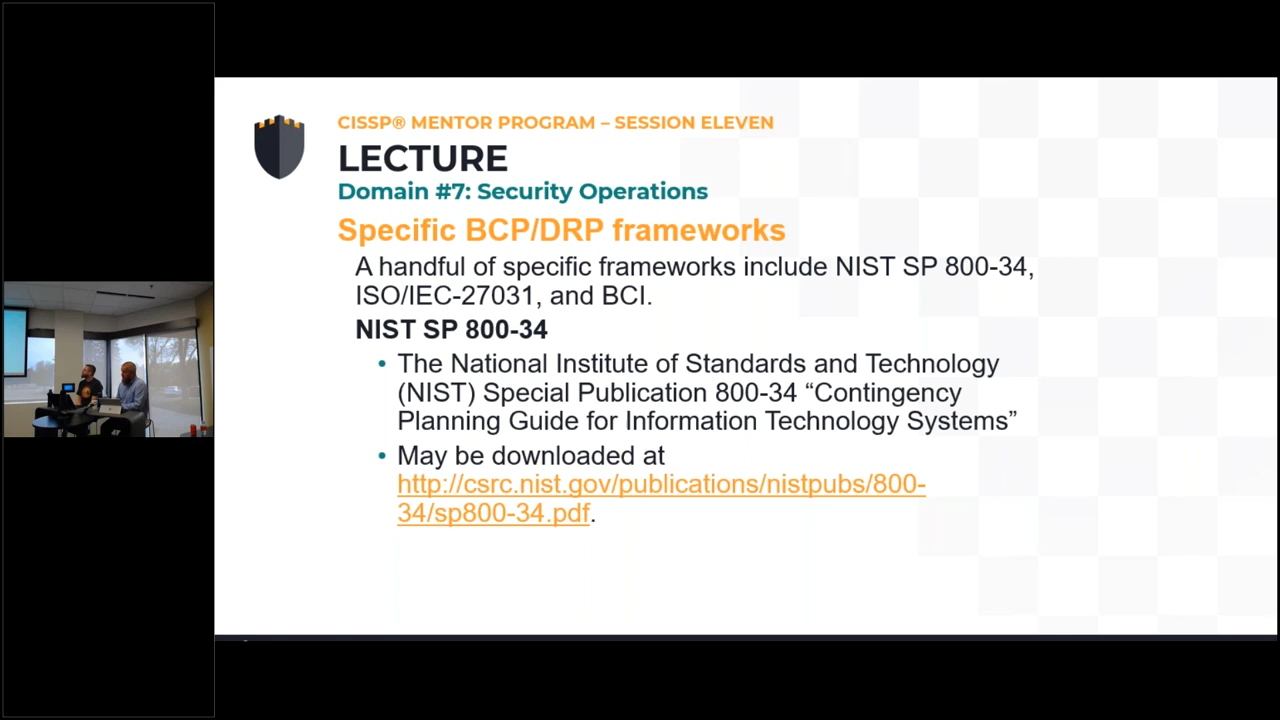 CISSP® MENTOR PROGRAM – SESSION ELEVEN
LECTURE
Domain #7: Security Operations
Specific BCP/DRP frameworks
A handful of specific frameworks include NIST SP 800-34,
ISO/IEC-27031, and BCI.
NIST SP 800-34
• The National Institute of Standards and Technology
(NIST) Special Publication 800-34 “Contingency
Planning Guide for Information Technology Systems”
• May be downloaded at
http://csrc.nist.gov/publications/nistpubs/800-
34/sp800-34.pdf.